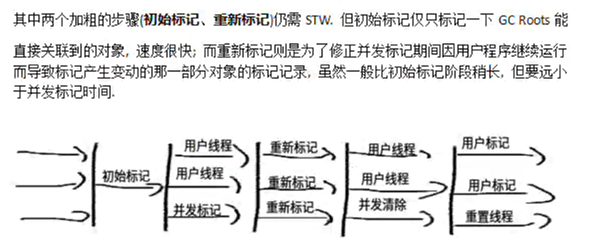 其中两个加粗的步骤(初始标记、重新标记)仍需 STW. 但初始标记仅只标记一下 GC Roots 能
直接关联到的对象, 速度很快; 而重新标记则是为了修正并发标记期间因用户程序继续运行
而导致标记产生变动的那一部分对象的标记记录, 虽然一般比初始标记阶段稍长, 但要远小
于并发标记时间.
用户线程 重新标记 用户线程 用户标记
初始标记 用户线程 重新标记 用户线程 用户标记
并发标记 重新标记 并发清除 重置线程